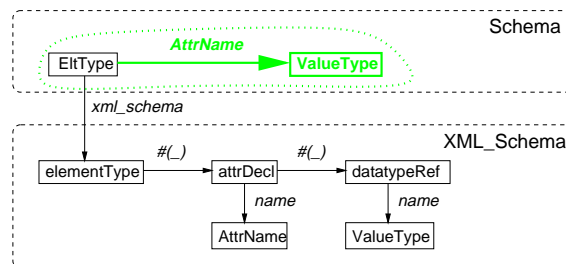 Schema
AttrName
EltType
ValueType
xml_schema
XML_Schema
#(_)
#(_)
elementType
attrDecl
datatypeRef
name
name
AttrName
ValueType